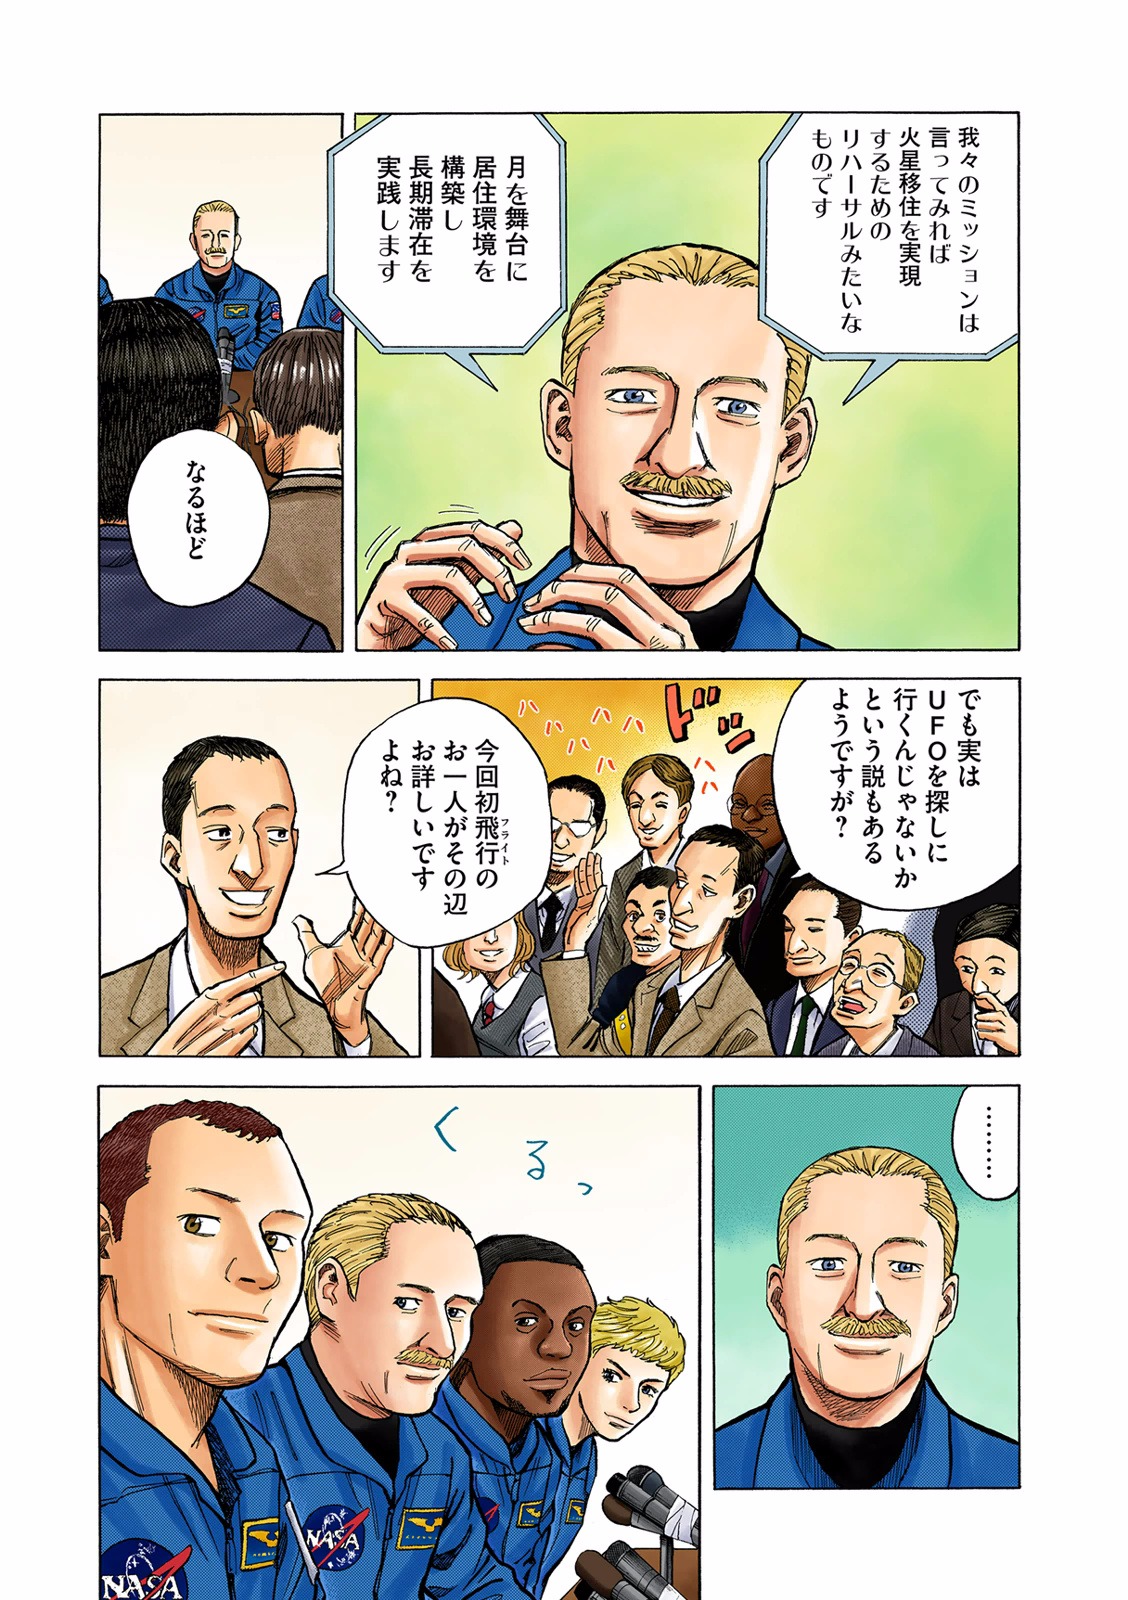 我々のミッションは
言ってみれば
火星移住を実現
するための
リハーサルみたいな
ものです
月を舞台に
居住環境を
構築し
長期滞在を
実践します
なるほど
でも実は
UFOを探しに
行くんじゃないか
という説もある
ようですが?
ドッ
ハハ
ハハ
ハハ
ハハ
ハハ
今回初飛行の
フライト
お一人がその辺
お詳しいです
よね?
………
くるっ
NASA
NASA